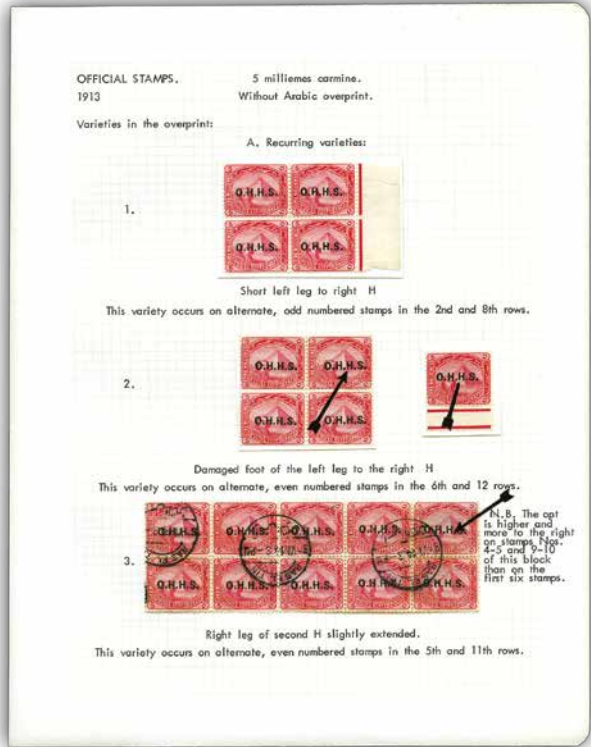 OFFICIAL STAMPS.
5 milliemes carmine.
1913
Without Arabic overprint.
Varieties in the overprint:
A. Recurring varieties:
1.
O.H.H.S. O.H.H.S.
O.H.H.S. O.H.H.S.
Short left leg to right H
This variety occurs on alternate, odd numbered stamps in the 2nd and 8th rows.
2.
O.H.H.S. O.H.H.S.
O.H.H.S.
O.H.H.S. O.H.H.S.
Damaged foot of the left leg to the right H
This variety occurs on alternate, even numbered stamps in the 6th and 12 rows.
3.
O.H.H.S. O.H.H.S. O.H.H.S. O.H.H.S. O.H.H.S.
O.H.H.S. O.H.H.S. O.H.H.S. O.H.H.S. O.H.H.S.
N.B. The opt
is higher and
more to the right
on stamps Nos.
4-5 and 9-10
of this block
than on the
first six stamps.
Right leg of second H slightly extended.
This variety occurs on alternate, even numbered stamps in the 5th and 11th rows.